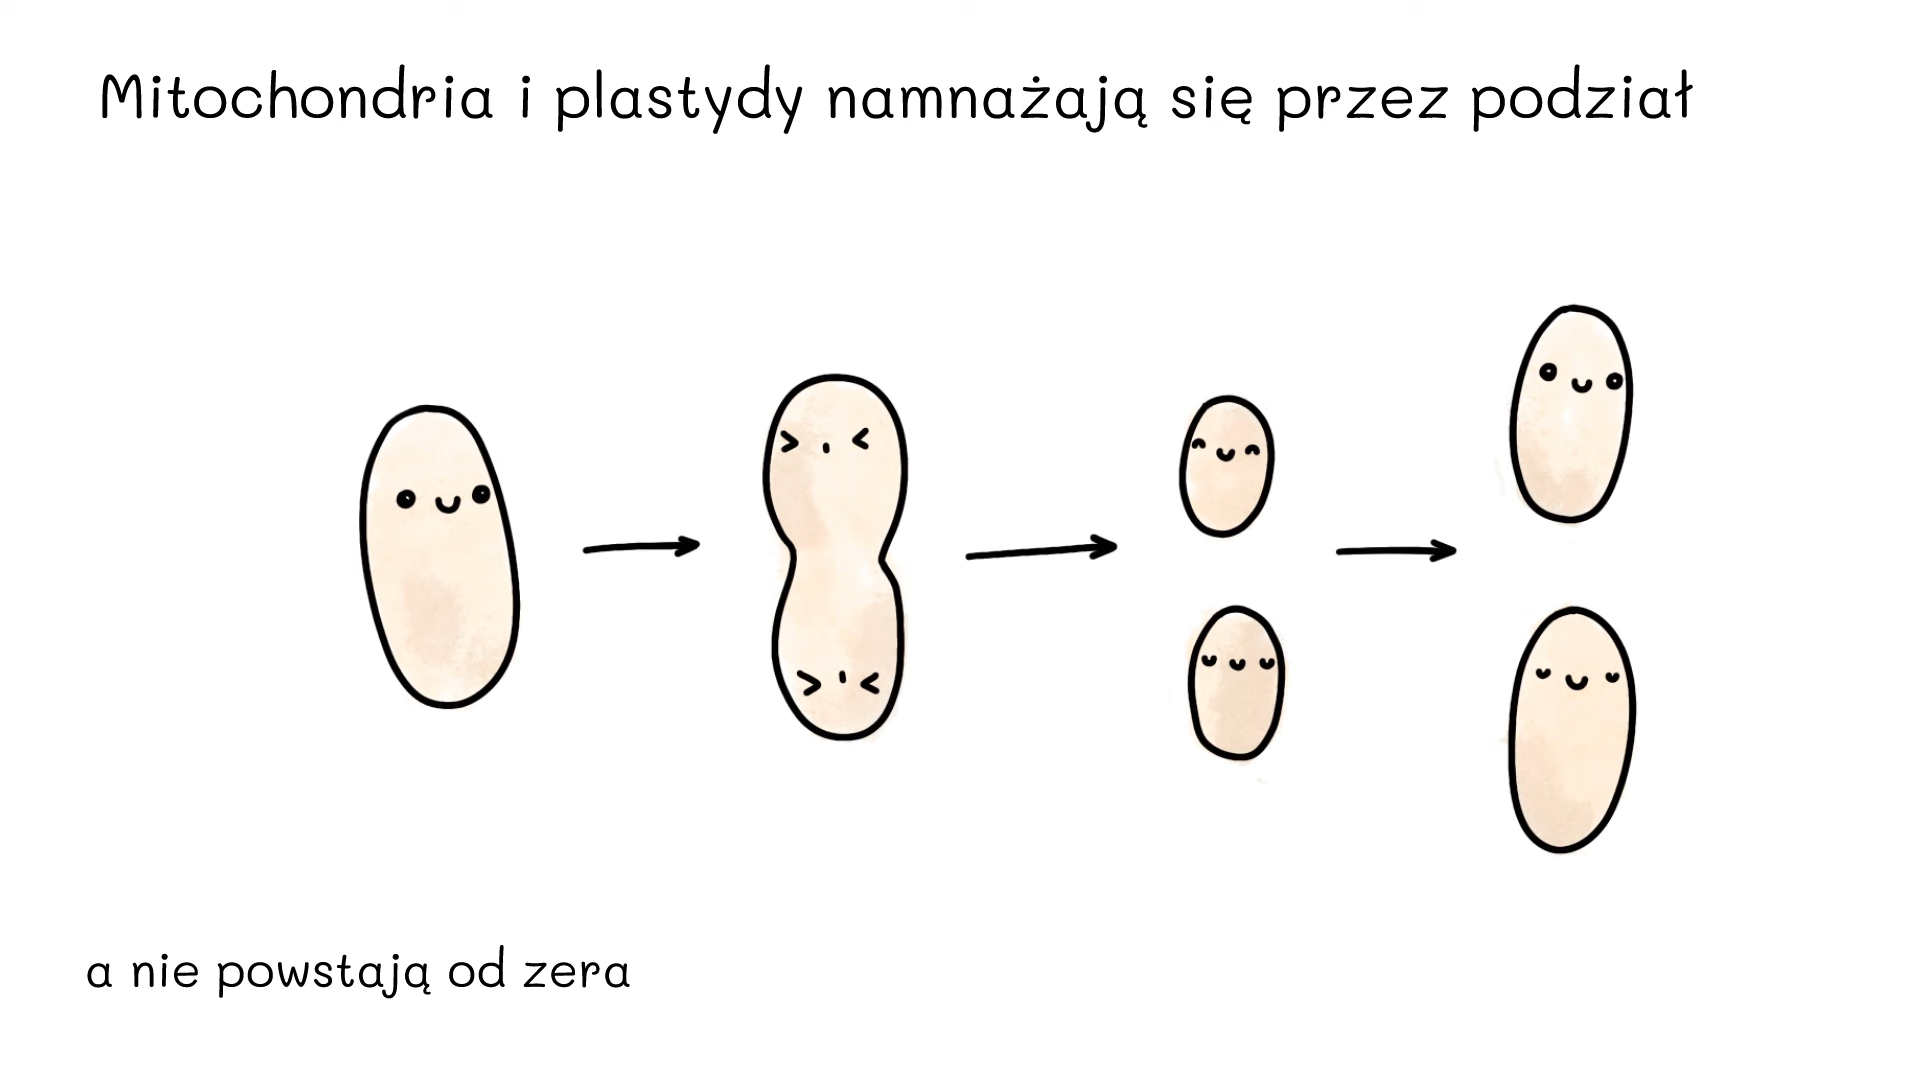 Mitochondria i plastydy namnażają się przez podział
a nie powstają od zera